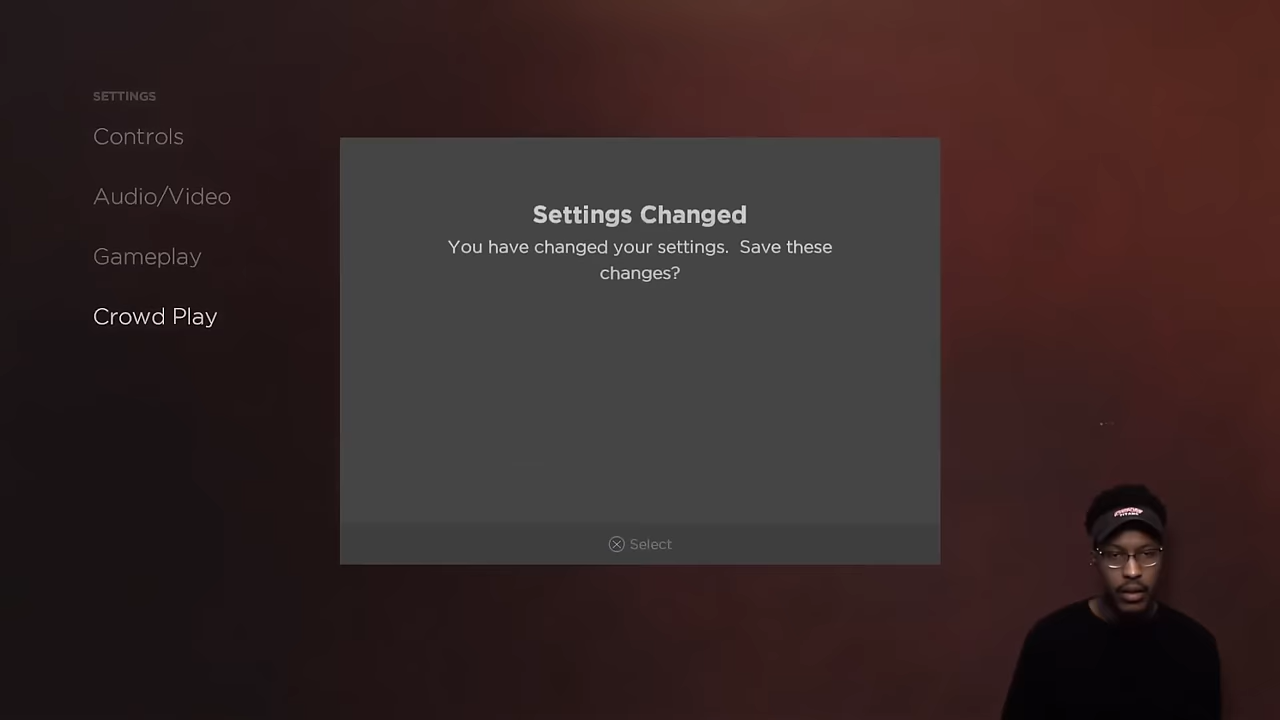 SETTINGS
Controls
Audio/Video
Gameplay
Crowd Play
Settings Changed
You have changed your settings.  Save these
changes?
Select